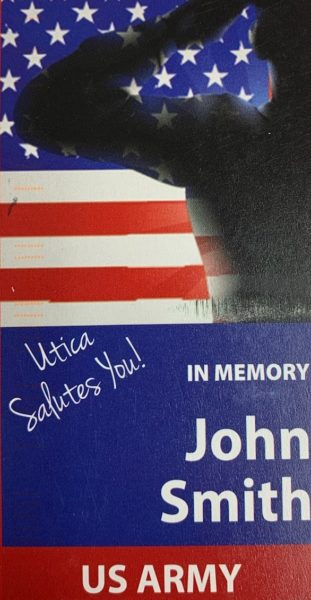 Utica
Salutes You!
IN MEMORY
John
Smith
US ARMY